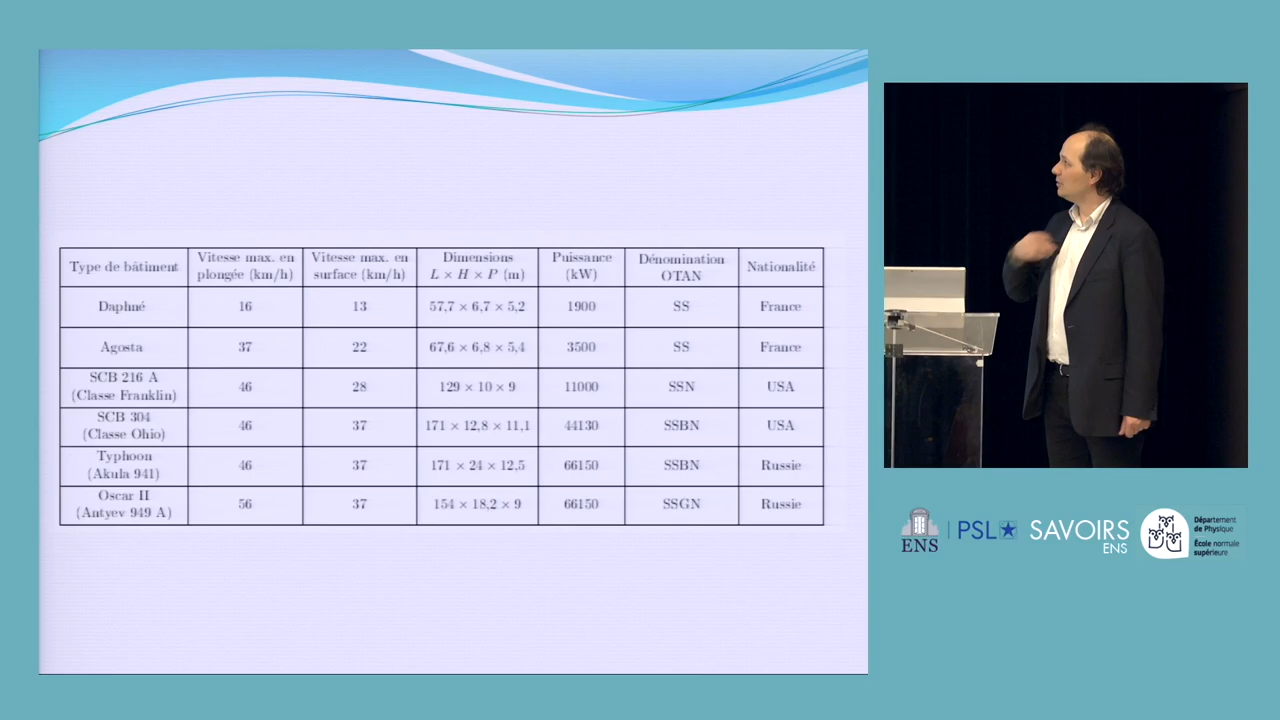 Type de bâtiment
Vitesse max. en
plongée (km/h)
Vitesse max. en
surface (km/h)
Dimensions
L × H × P (m)
Puissance
(kW)
Dénomination
OTAN
Nationalité
Daphné
16
13
57,7 × 6,7 × 5,2
1900
SS
France
Agosta
37
22
67,6 × 6,8 × 5,4
3500
SS
France
SCB 216 A
(Classe Franklin)
46
28
129 × 10 × 9
11000
SSN
USA
SCB 304
(Classe Ohio)
46
37
171 × 12,8 × 11,1
44130
SSBN
USA
Typhoon
(Akula 941)
46
37
171 × 24 × 12,5
66150
SSBN
Russie
Oscar II
(Antyev 949 A)
56
37
154 × 18,2 × 9
66150
SSGN
Russie
ENS
PSL
SAVOIRS
ENS
Département
de Physique
École normale
supérieure